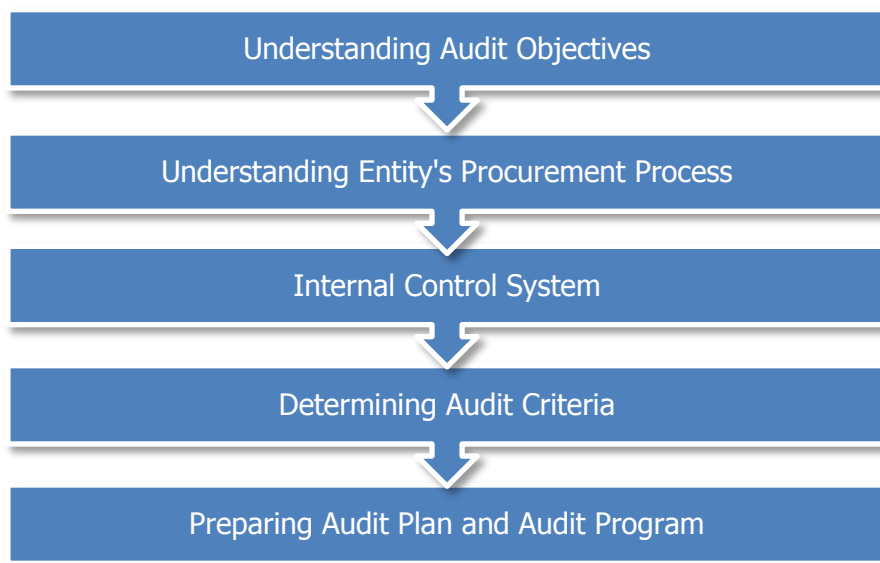 Understanding Audit Objectives
Understanding Entity's Procurement Process
Internal Control System
Determining Audit Criteria
Preparing Audit Plan and Audit Program